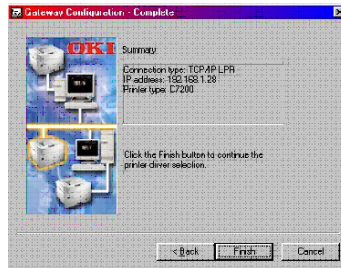 Gateway Configuration - Complete
OKI
Summary
Connection type: TCP/IP LPR
IP address: 192.168.1.28
Printer type: C7200
Click the Finish button to continue the
printer driver selection.
< Back
Finish
Cancel